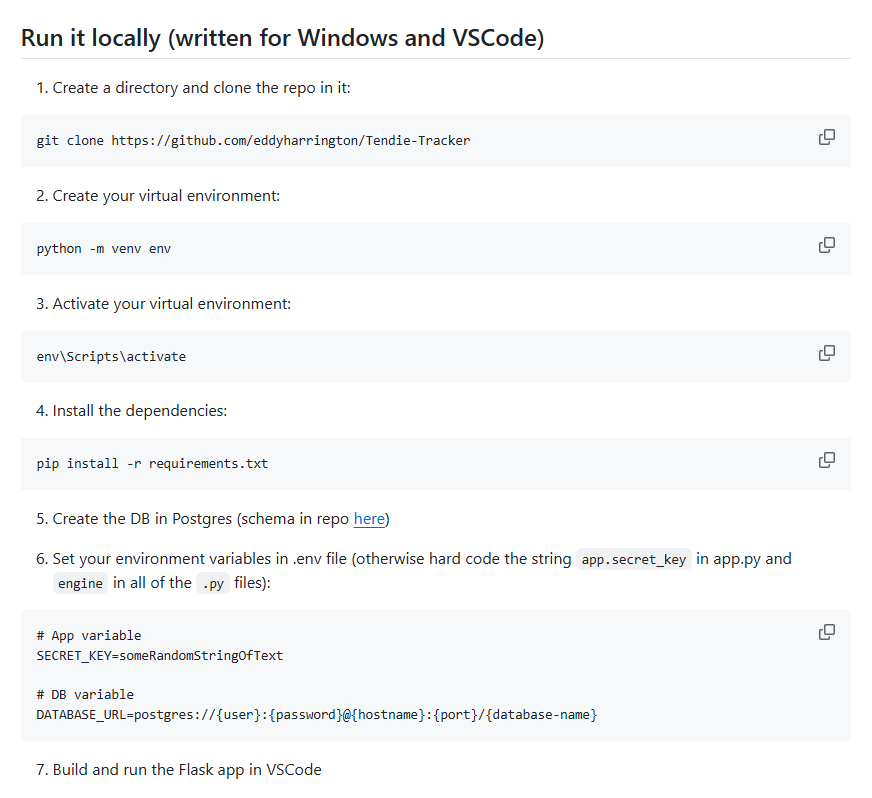 Run it locally (written for Windows and VSCode)
1. Create a directory and clone the repo in it:
git clone https://github.com/eddyharrington/Tendie-Tracker
2. Create your virtual environment:
python -m venv env
3. Activate your virtual environment:
env\Scripts\activate
4. Install the dependencies:
pip install -r requirements.txt
5. Create the DB in Postgres (schema in repo here)
6. Set your environment variables in .env file (otherwise hard code the string app.secret_key in app.py and
engine in all of the .py files):
# App variable
SECRET_KEY=someRandomStringOfText
# DB variable
DATABASE_URL=postgres://{user}:{password}@{hostname}:{port}/{database-name}
7. Build and run the Flask app in VSCode